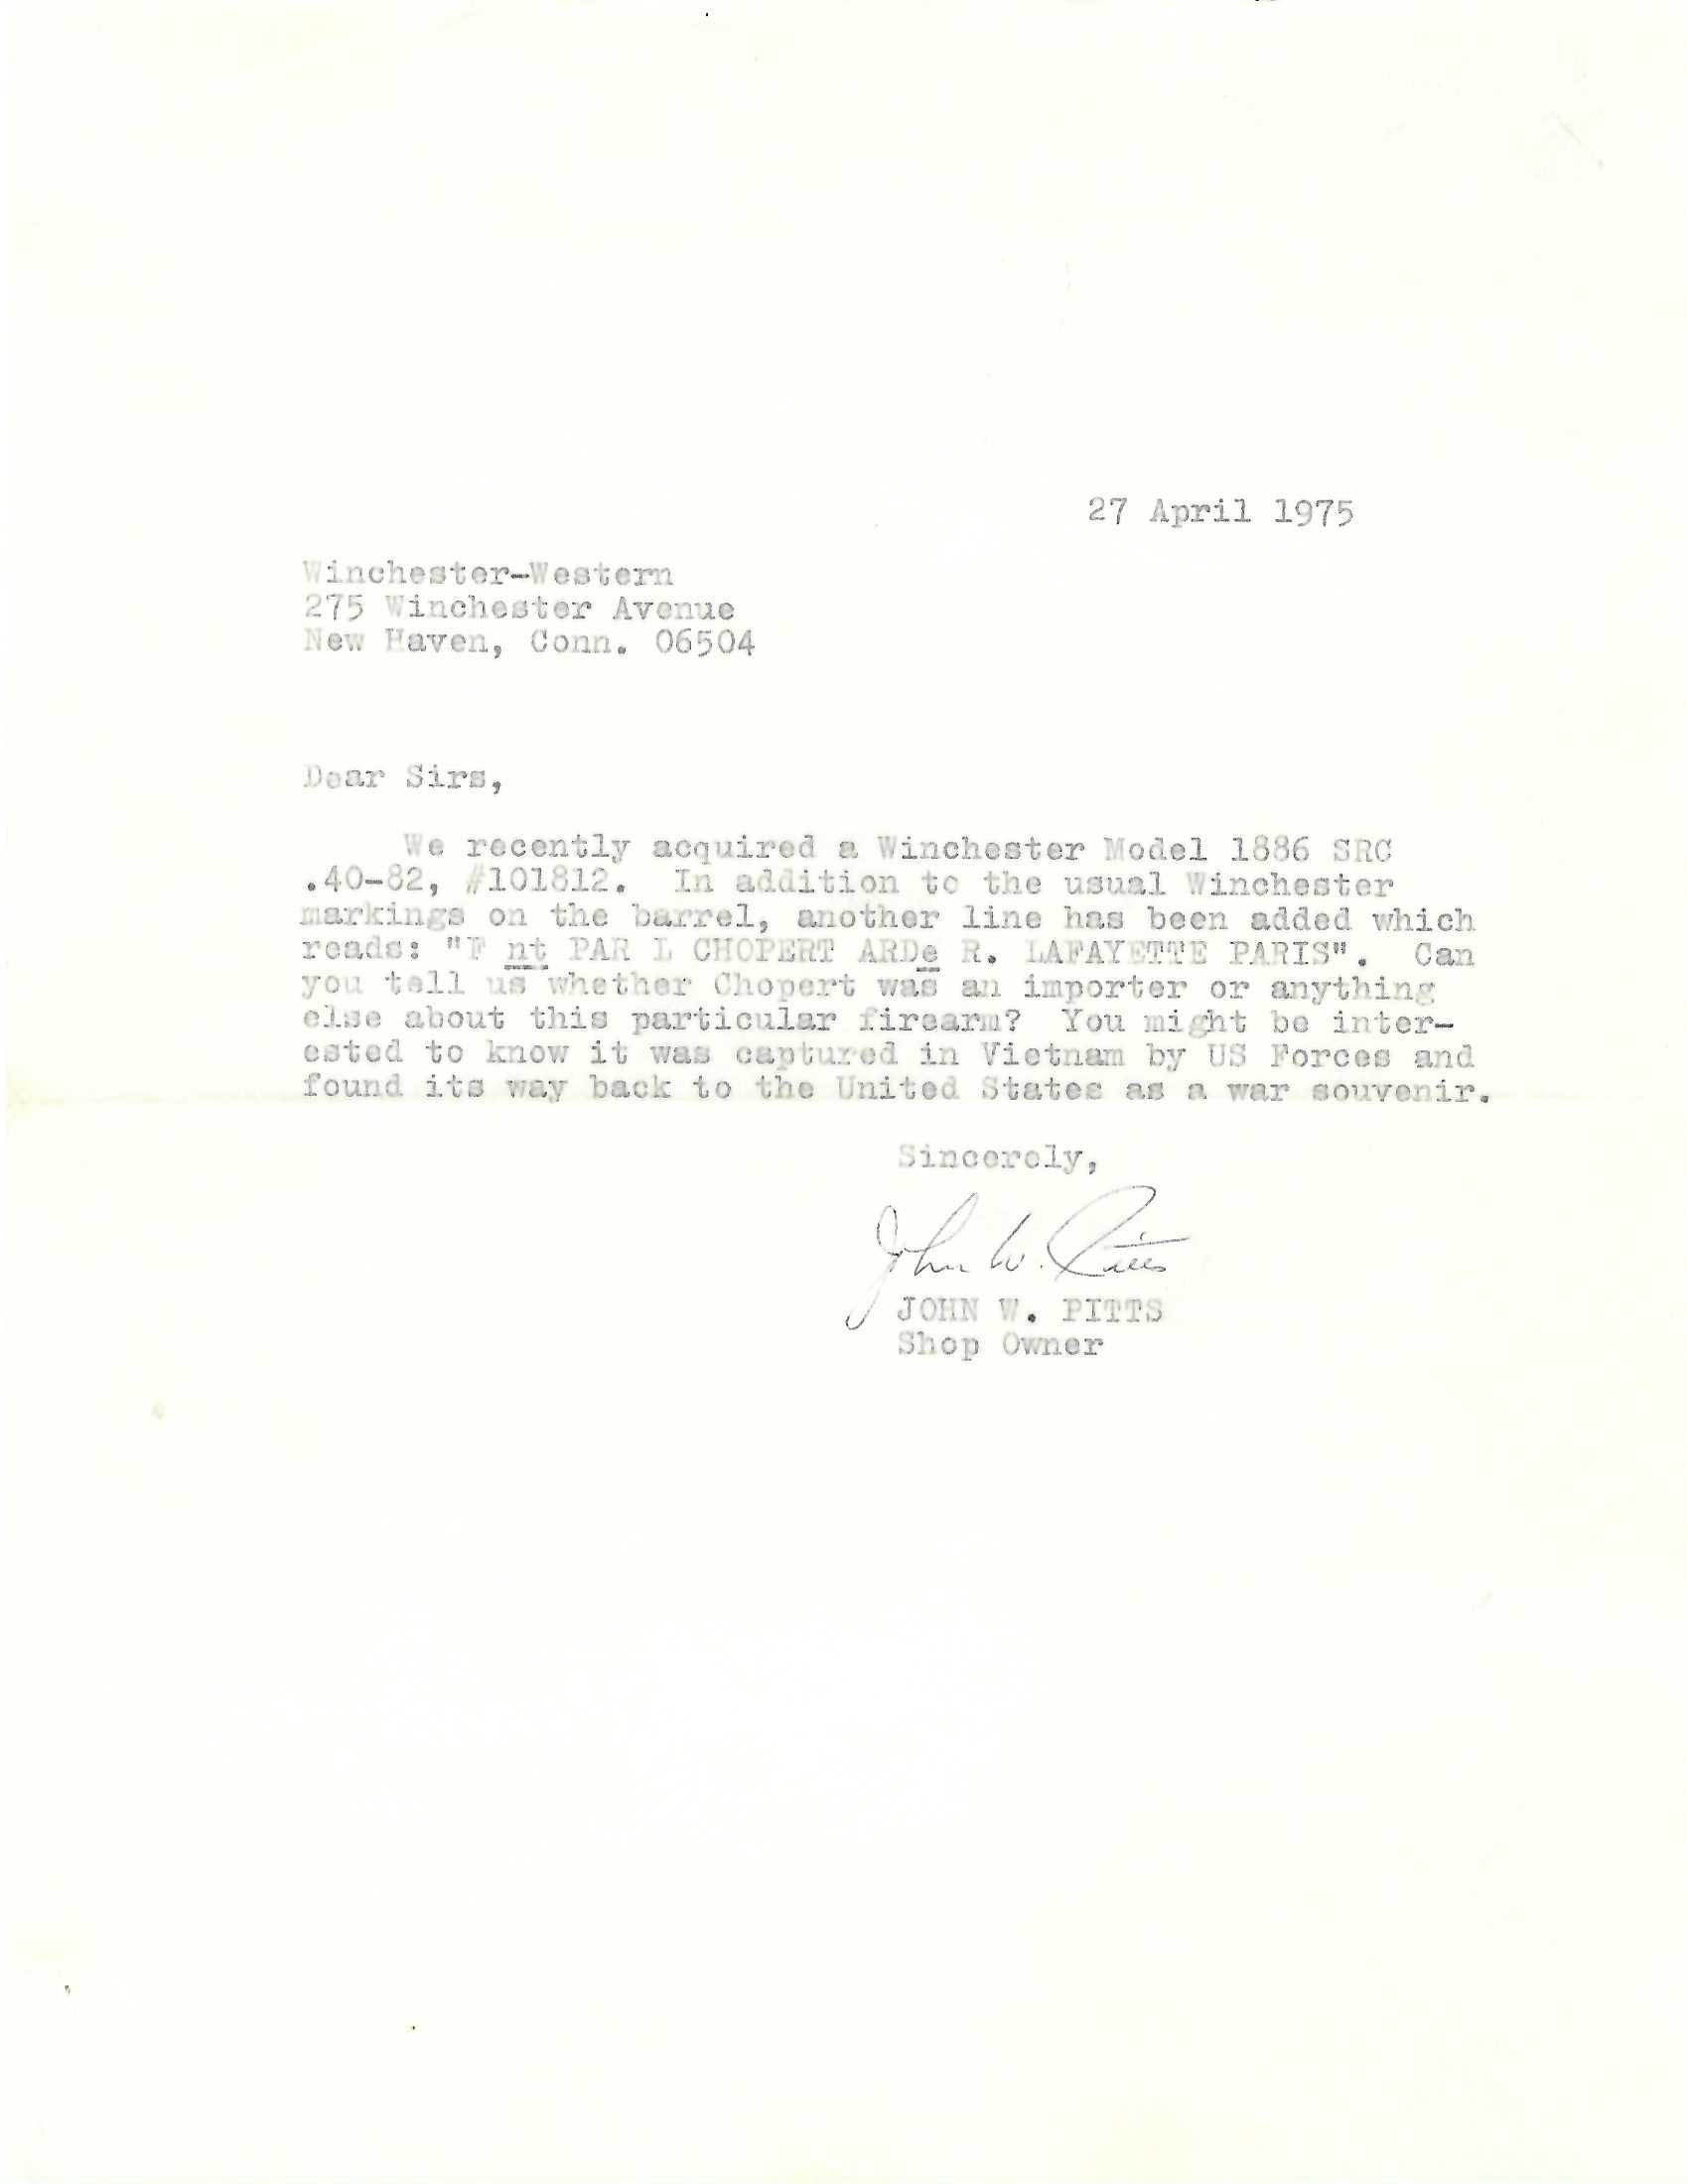 27 April 1975
Winchester-Western
275 Winchester Avenue
New Haven, Conn. 06504
Dear Sirs,
We recently acquired a Winchester Model 1886 SRC
.40-82, #101812. In addition to the usual Winchester
markings on the barrel, another line has been added which
reads: "F nt PAR L CHOPERT ARDe R. LAFAYETTE PARIS". Can
you tell us whether Chopert was an importer or anything
else about this particular firearm? You might be inter-
ested to know it was captured in Vietnam by US Forces and
found its way back to the United States as a war souvenir.
Sincerely,
John W. Pitts
JOHN W. PITTS
Shop Owner